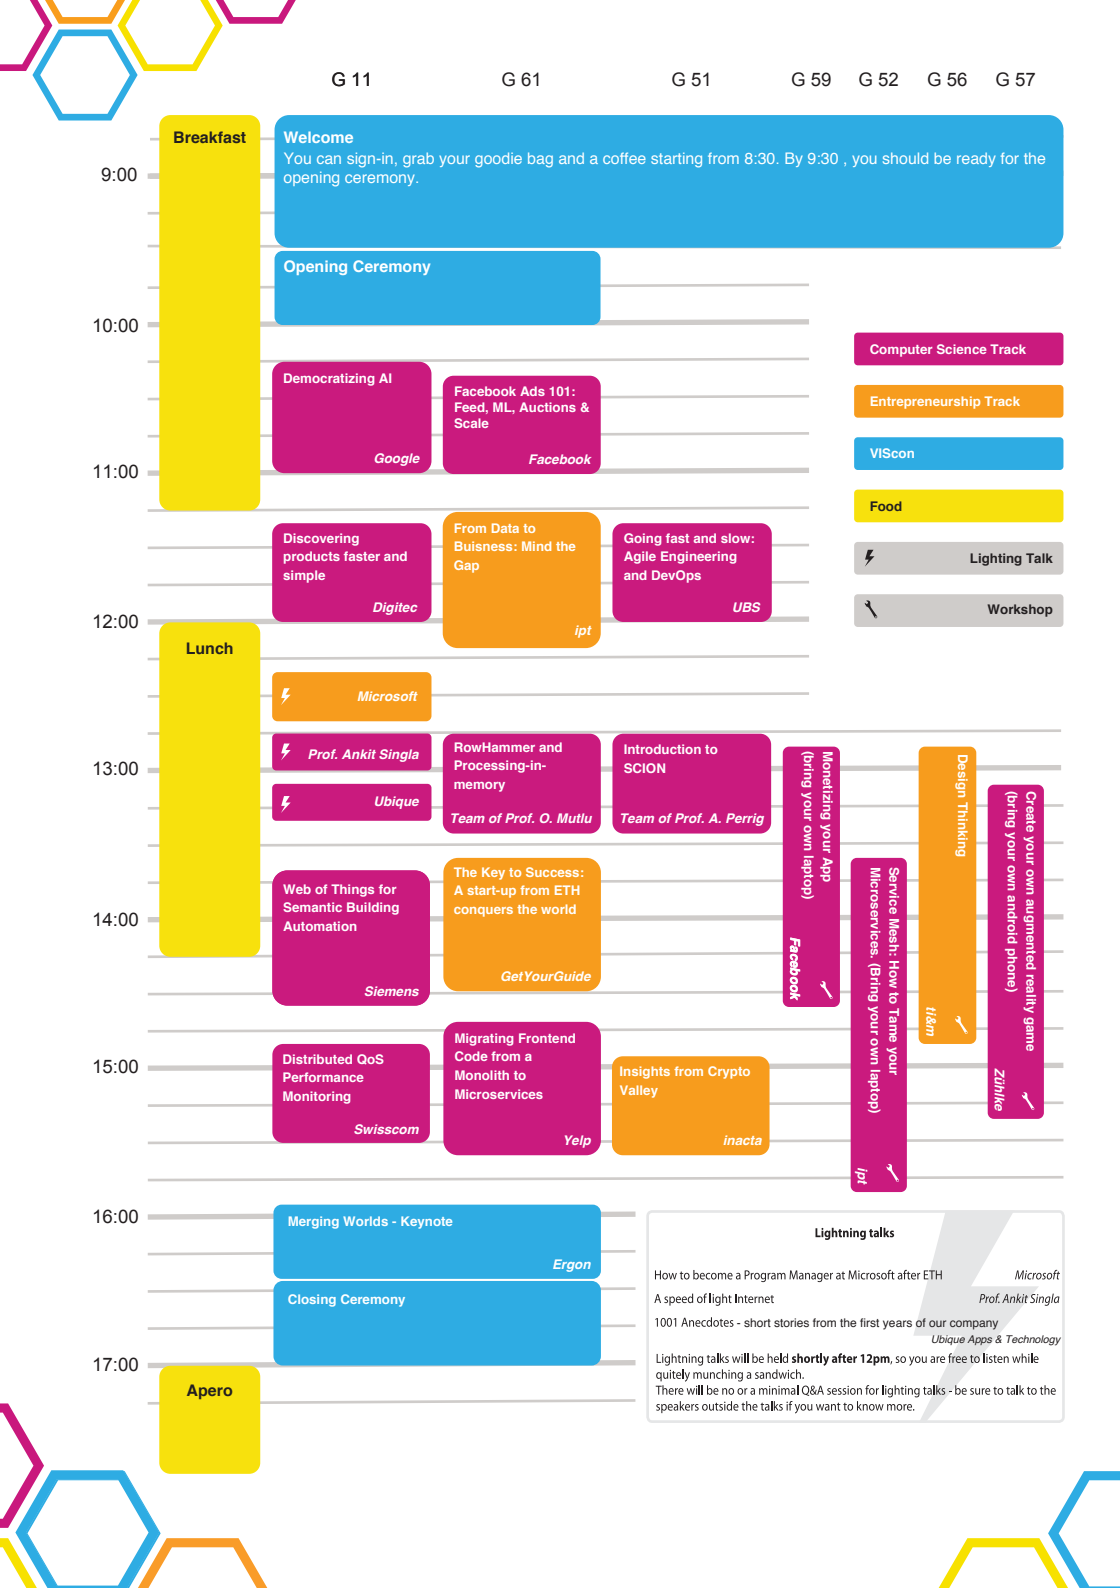 G 11 G 61 G 51 G 59 G 52 G 56 G 57
Breakfast
Welcome
You can sign-in, grab your goodie bag and a coffee starting from 8:30. By 9:30 , you should be ready for the
opening ceremony.
9:00
Opening Ceremony
10:00
Computer Science Track
Entrepreneurship Track
VIScon
Food
Lighting Talk
Workshop
Democratizing AI
Google
Facebook Ads 101:
Feed, ML, Auctions &
Scale
Facebook
11:00
Discovering
products faster and
simple
Digitec
From Data to
Buisness: Mind the
Gap
ipt
Going fast and slow:
Agile Engineering
and DevOps
UBS
12:00
Lunch
Microsoft
Prof. Ankit Singla
Ubique
RowHammer and
Processing-in-
memory
Team of Prof. O. Mutlu
Introduction to
SCION
Team of Prof. A. Perrig
13:00
Monetizing your App
(bring your own laptop)
Facebook
Service Mesh: How to Tame your
Microservices. (Bring your own laptop)
ipt
Design Thinking
ti&m
Create your own augmented reality game
(bring your own android phone)
Zühlke
Web of Things for
Semantic Building
Automation
Siemens
The Key to Success:
A start-up from ETH
conquers the world
GetYourGuide
14:00
Distributed QoS
Performance
Monitoring
Swisscom
Migrating Frontend
Code from a
Monolith to
Microservices
Yelp
Insights from Crypto
Valley
inacta
15:00
16:00
Merging Worlds - Keynote
Ergon
Closing Ceremony
17:00
Apero
Lightning talks
How to become a Program Manager at Microsoft after ETH Microsoft
A speed of light Internet Prof. Ankit Singla
1001 Anecdotes - short stories from the first years of our company
Ubique Apps & Technology
Lightning talks will be held shortly after 12pm, so you are free to listen while
quitely munching a sandwich.
There will be no or a minimal Q&A session for lighting talks - be sure to talk to the
speakers outside the talks if you want to know more.